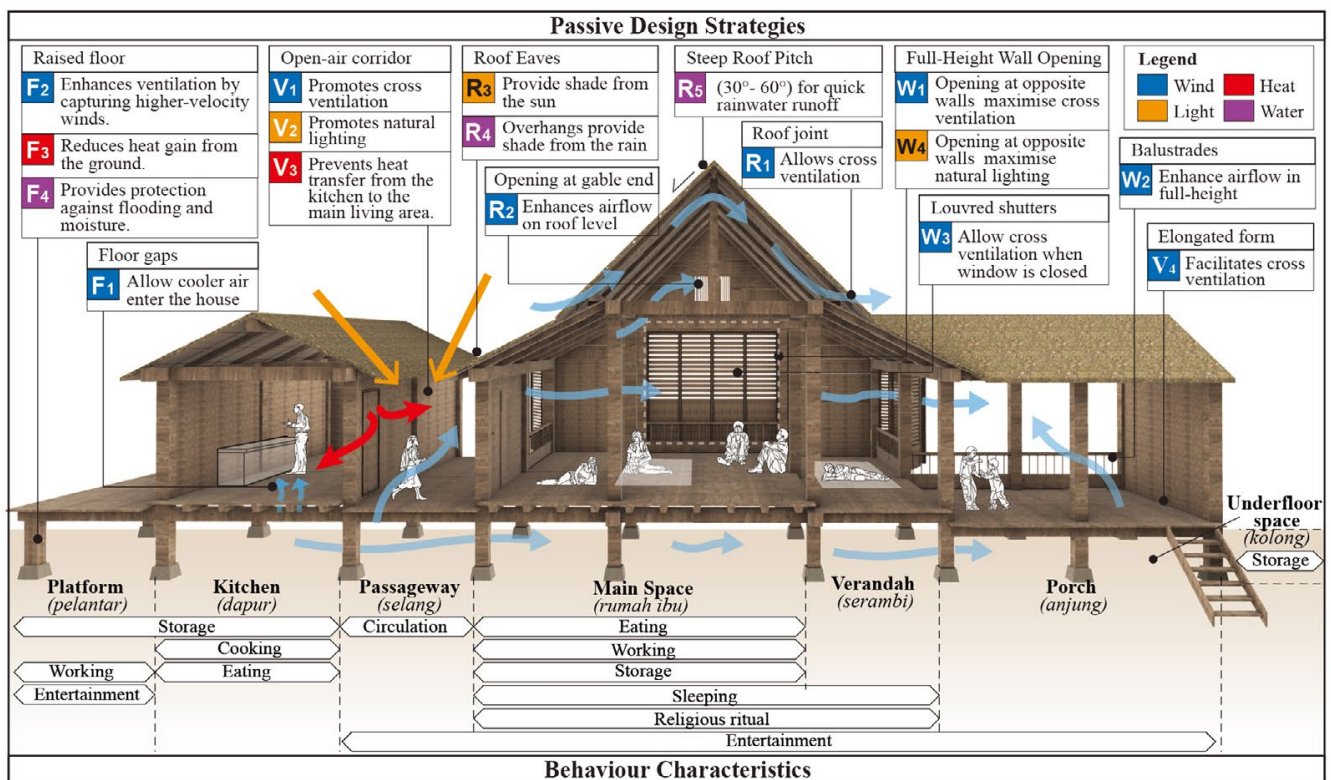 Passive Design Strategies
Raised floor
F2 Enhances ventilation by
capturing higher-velocity
winds.
F3 Reduces heat gain from
the ground.
F4 Provides protection
against flooding and
moisture.
Floor gaps
F1 Allow cooler air
enter the house
Open-air corridor
V1 Promotes cross
ventilation
V2 Promotes natural
lighting
V3 Prevents heat
transfer from the
kitchen to the
main living area.
Roof Eaves
R3 Provide shade from
the sun
R4 Overhangs provide
shade from the rain
Opening at gable end
R2 Enhances airflow
on roof level
Steep Roof Pitch
R5 (30°- 60°) for quick
rainwater runoff
Roof joint
R1 Allows cross
ventilation
Full-Height Wall Opening
W1 Opening at opposite
walls maximise cross
ventilation
W4 Opening at opposite
walls maximise
natural lighting
Louvred shutters
W3 Allow cross
ventilation when
window is closed
Legend
Wind Heat
Light Water
Balustrades
W2 Enhance airflow in
full-height
Elongated form
V4 Facilitates cross
ventilation
Underfloor
space
(kolong)
Storage
Platform
(pelantar)
Kitchen
(dapur)
Passageway
(selang)
Main Space
(rumah ibu)
Verandah
(serambi)
Porch
(anjung)
Storage Circulation Eating
Cooking Working
Working Eating Storage
Entertainment Sleeping
Religious ritual
Entertainment
Behaviour Characteristics